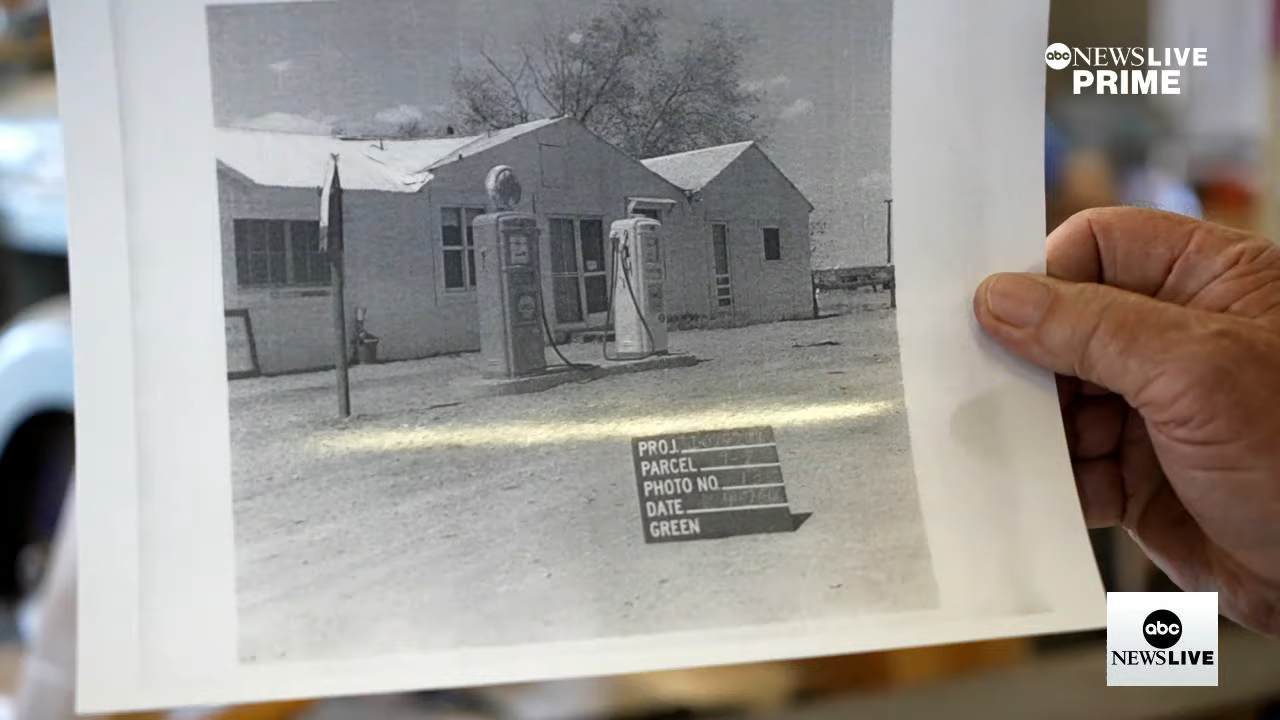 abc NEWS LIVE
PRIME
PROJ.
PARCEL
PHOTO NO.
DATE
GREEN
abc
NEWS LIVE